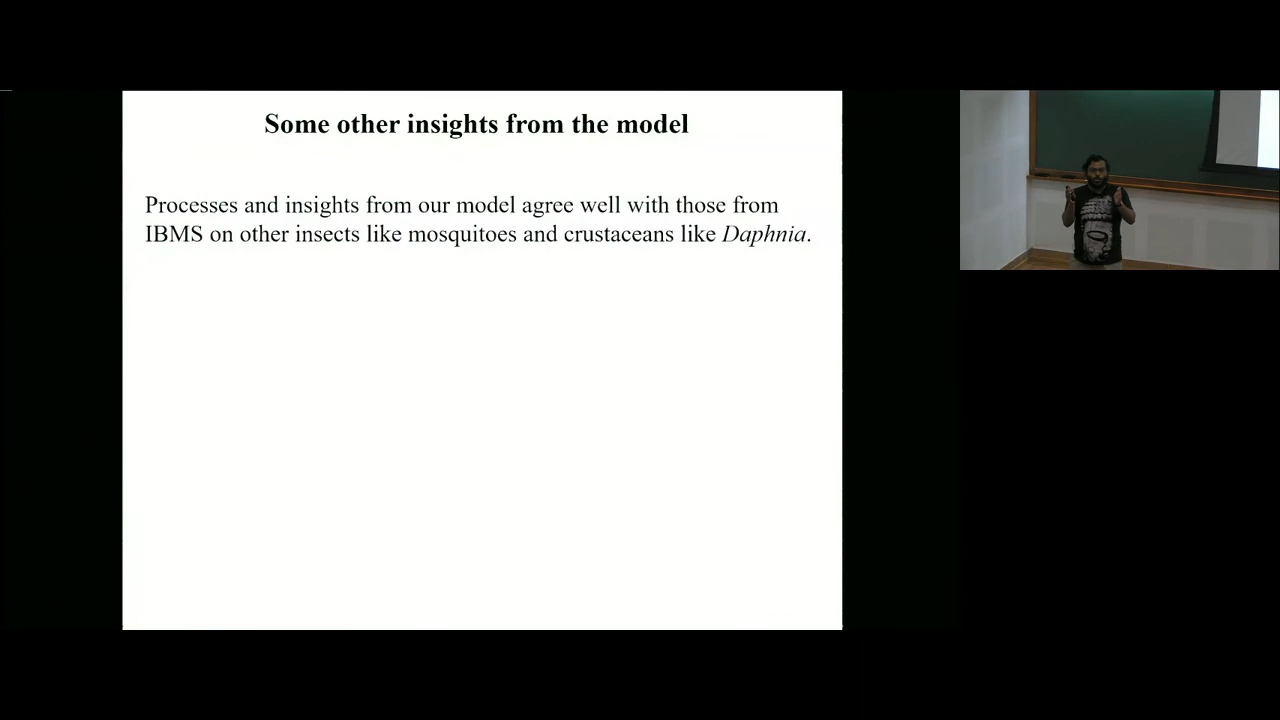 Some other insights from the model
Processes and insights from our model agree well with those from
IBMS on other insects like mosquitoes and crustaceans like Daphnia.